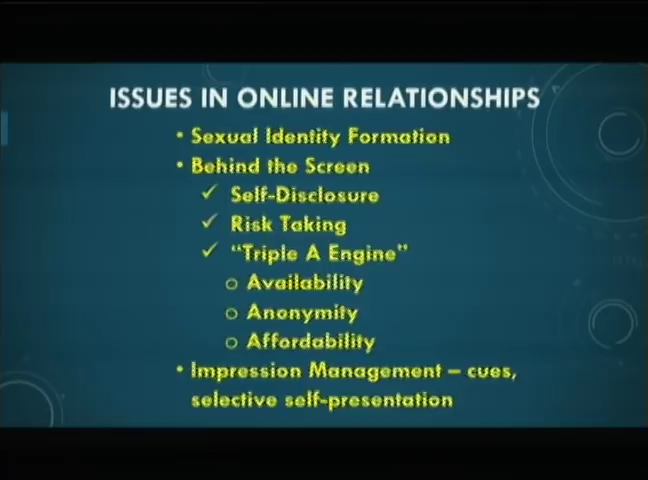 ISSUES IN ONLINE RELATIONSHIPS
• Sexual Identity Formation
• Behind the Screen
✓ Self-Disclosure
✓ Risk Taking
✓ “Triple A Engine”
o Availability
o Anonymity
o Affordability
• Impression Management – cues,
selective self-presentation